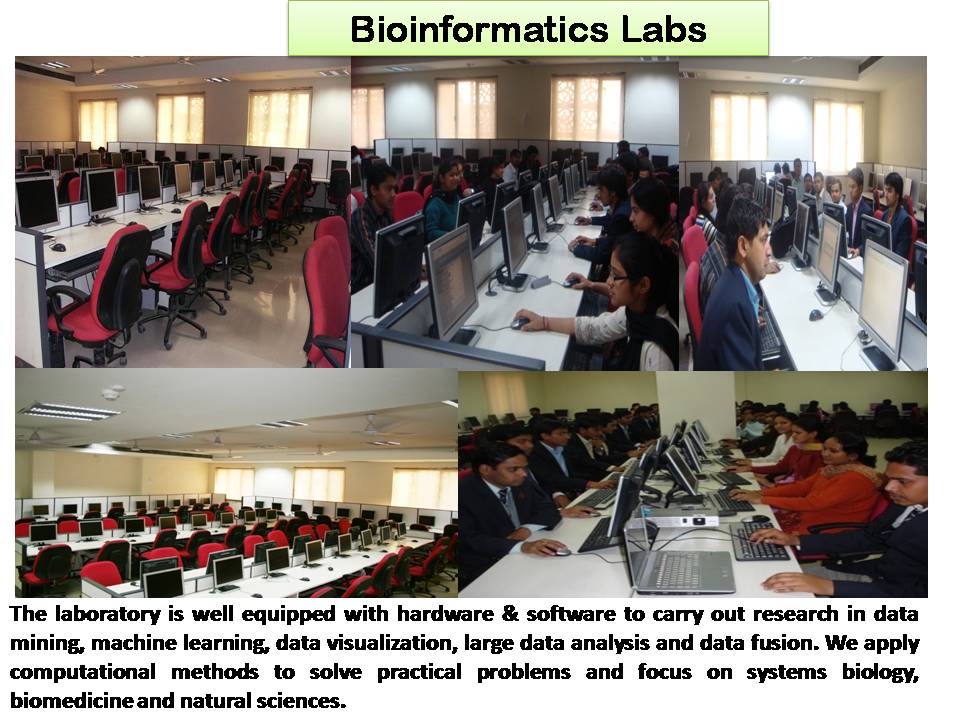 Bioinformatics Labs
The laboratory is well equipped with hardware & software to carry out research in data
mining, machine learning, data visualization, large data analysis and data fusion. We apply
computational methods to solve practical problems and focus on systems biology,
biomedicine and natural sciences.